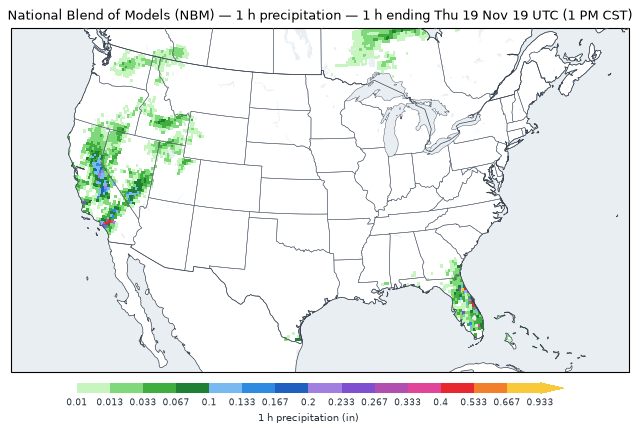 National Blend of Models (NBM) — 1 h precipitation — 1 h ending Thu 19 Nov 19 UTC (1 PM CST)
0.01 0.013 0.033 0.067 0.1 0.133 0.167 0.2 0.233 0.267 0.333 0.4 0.533 0.667 0.933
1 h precipitation (in)